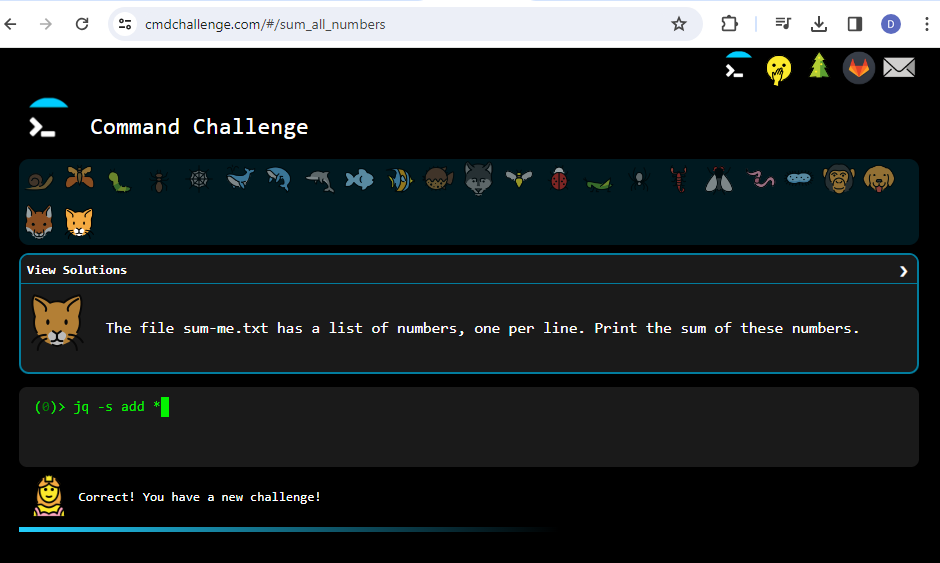 cmdchallenge.com/#/sum_all_numbers
D
Command Challenge
View Solutions
The file sum-me.txt has a list of numbers, one per line. Print the sum of these numbers.
(0)> jq -s add *
Correct! You have a new challenge!